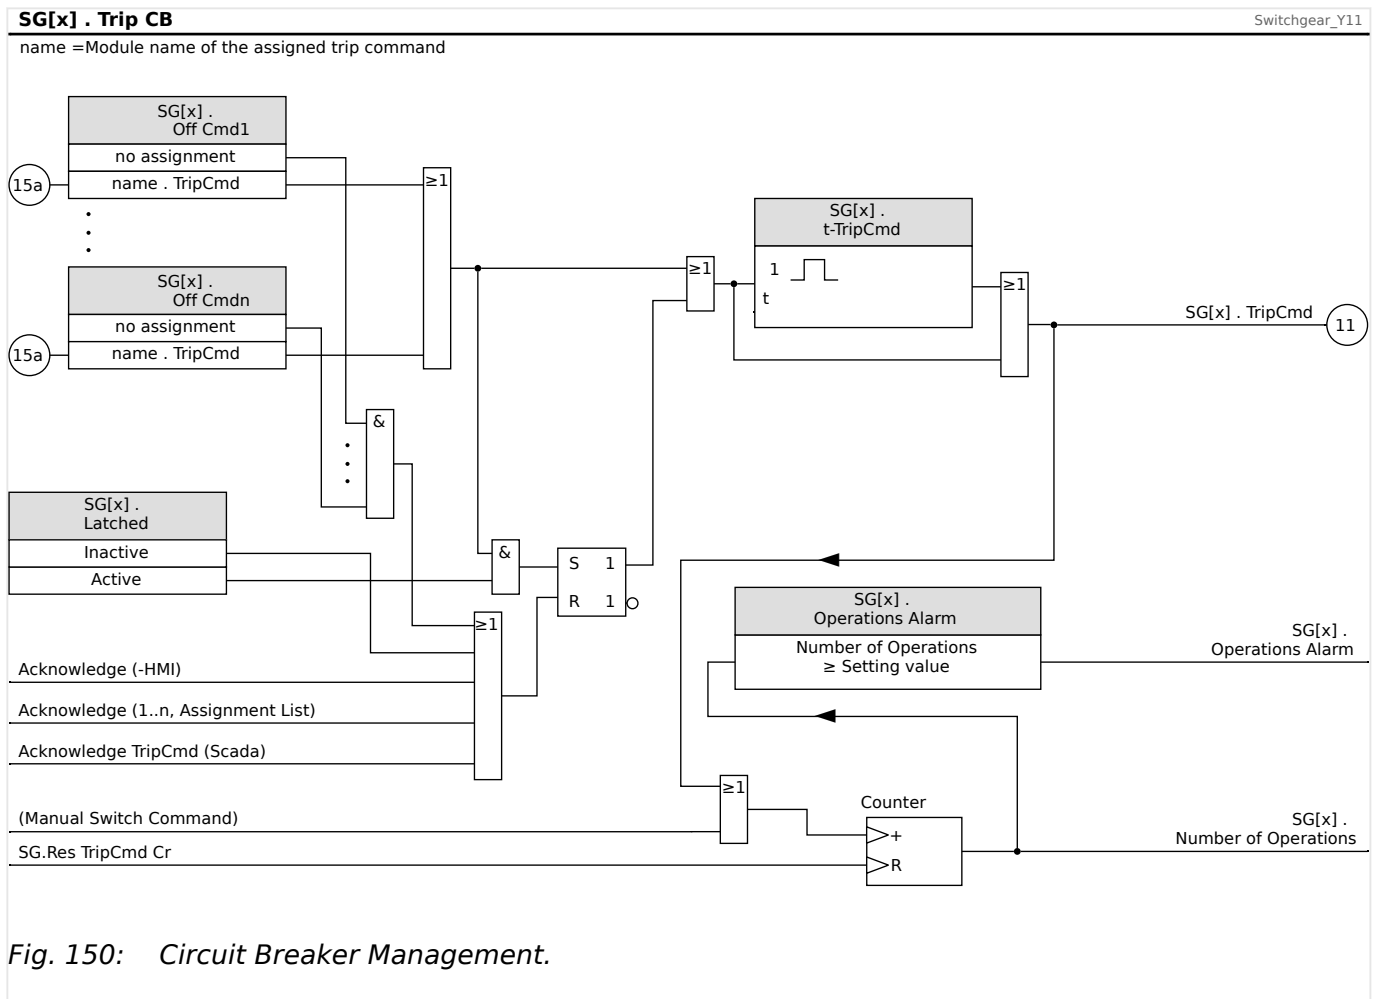 SG[x] . Trip CB
Switchgear_Y11
name =Module name of the assigned trip command
SG[x] .
Off Cmd1
no assignment
15a
name . TripCmd
≥1
SG[x] .
t-TripCmd
1
t
≥1
≥1
SG[x] . TripCmd
11
SG[x] .
Off Cmdn
no assignment
15a
name . TripCmd
&
SG[x] .
Latched
Inactive
Active
&
S 1
R 1
≥1
Acknowledge (-HMI)
Acknowledge (1..n, Assignment List)
Acknowledge TripCmd (Scada)
SG[x] .
Operations Alarm
Number of Operations
≥ Setting value
SG[x] .
Operations Alarm
(Manual Switch Command)
≥1
SG.Res TripCmd Cr
Counter
+
R
SG[x] .
Number of Operations
Fig. 150: Circuit Breaker Management.